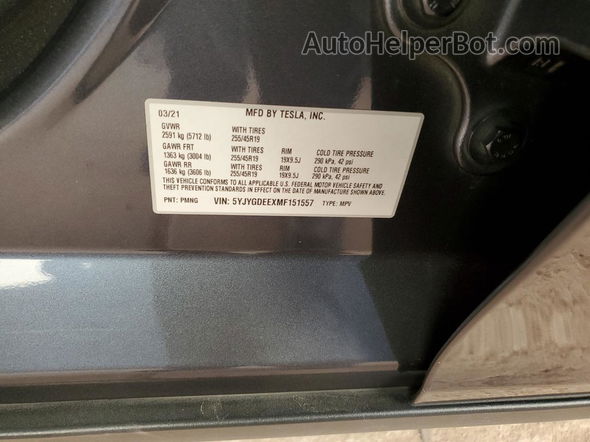 AutoHelperBot.com
03/21 MFD BY TESLA, INC.
GVWR WITH TIRES
2591 kg (5712 lb) 255/45R19
GAWR FRT WITH TIRES RIM COLD TIRE PRESSURE
1363 kg (3004 lb) 255/45R19 19X9.5J 290 kPa, 42 psi
GAWR RR WITH TIRES RIM COLD TIRE PRESSURE
1636 kg (3606 lb) 255/45R19 19X9.5J 290 kPa, 42 psi
THIS VEHICLE CONFORMS TO ALL APPLICABLE U.S. FEDERAL MOTOR VEHICLE SAFETY AND
THEFT PREVENTION STANDARDS IN EFFECT ON THE DATE OF MANUFACTURE SHOWN ABOVE.
PNT: PMNG VIN: 5YJYGDEEXMF151557 TYPE: MPV